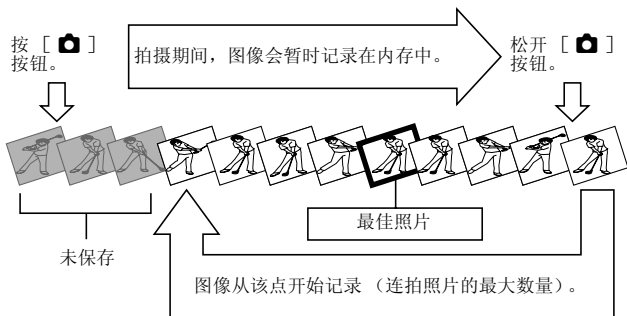 按［ ］
按钮。
拍摄期间，图像会暂时记录在内存中。
松开［ ］
按钮。
最佳照片
未保存
图像从该点开始记录 （连拍照片的最大数量）。